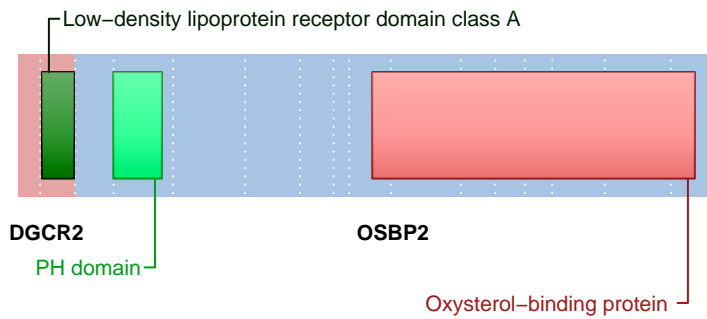 Low−density lipoprotein receptor domain class A
DGCR2
OSBP2
PH domain
Oxysterol−binding protein